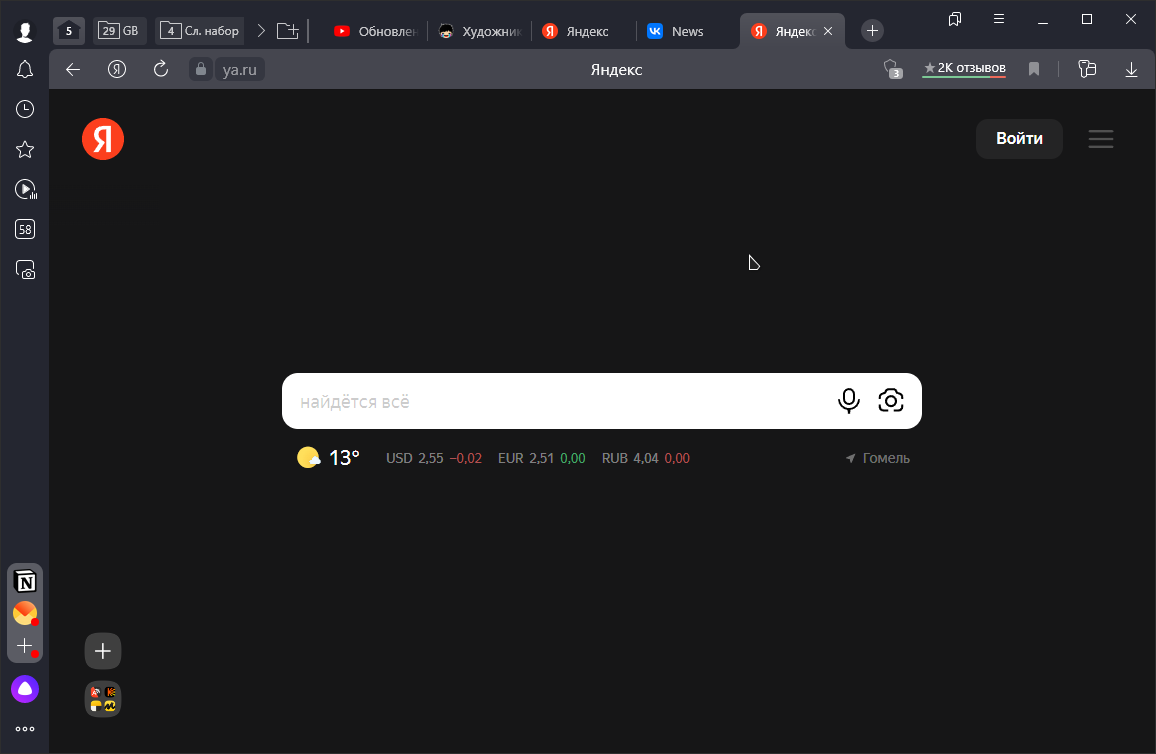 5 29 GB 4 Сл. набор Обновлен Художник Яндекс News Яндекс
Я ya.ru Яндекс 3 ★2К отзывов
Я Войти
58
найдётся всё
13° USD 2,55 −0,02 EUR 2,51 0,00 RUB 4,04 0,00 Гомель
N